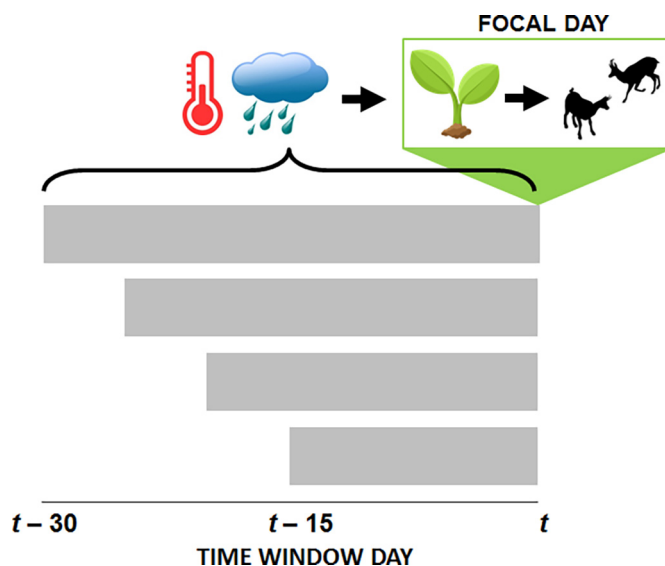 FOCAL DAY
t – 30
t – 15
t
TIME WINDOW DAY